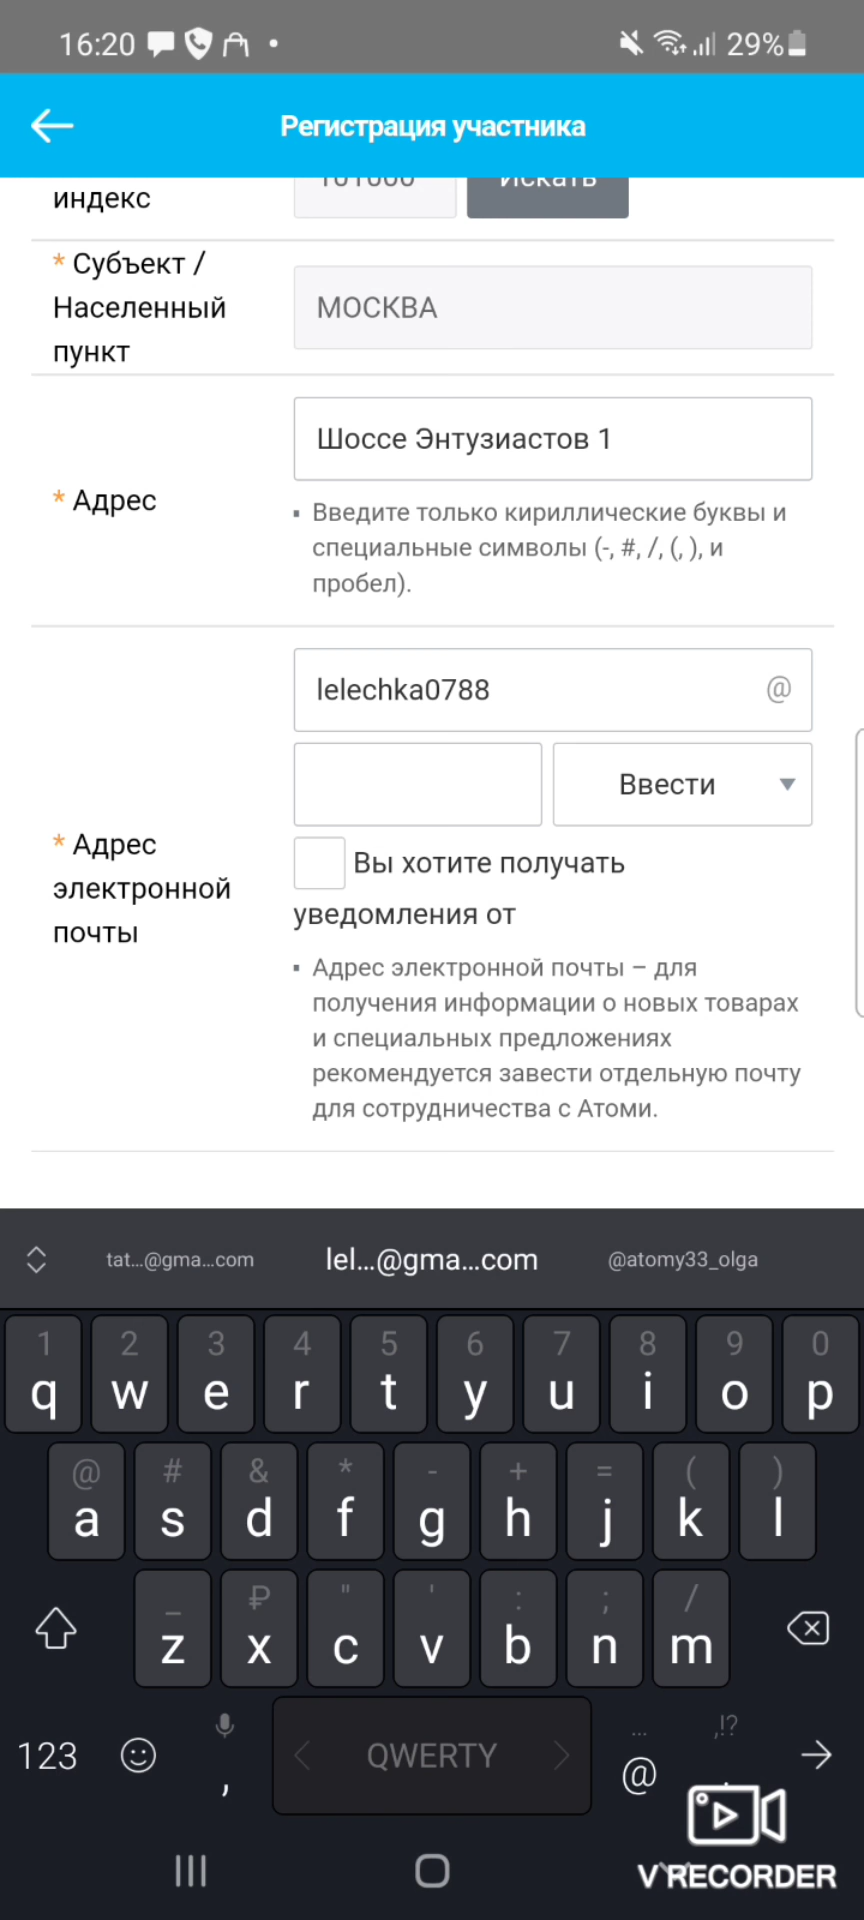 16:20 29%
Регистрация участника
индекс 101000 Искать
* Субъект /
Населенный
пункт
МОСКВА
* Адрес
Шоссе Энтузиастов 1
▪ Введите только кириллические буквы и
специальные символы (-, #, /, (, ), и
пробел).
* Адрес
электронной
почты
lelechka0788 @
Ввести
Вы хотите получать
уведомления от
▪ Адрес электронной почты – для
получения информации о новых товарах
и специальных предложениях
рекомендуется завести отдельную почту
для сотрудничества с Атоми.
tat...@gma...com lel...@gma...com @atomy33_olga
1 2 3 4 5 6 7 8 9 0
q w e r t y u i o p
@ # & * - + = ( )
a s d f g h j k l
_ ₽ " ' : ; /
z x c v b n m
... ,!?
123 , QWERTY @ .
V RECORDER